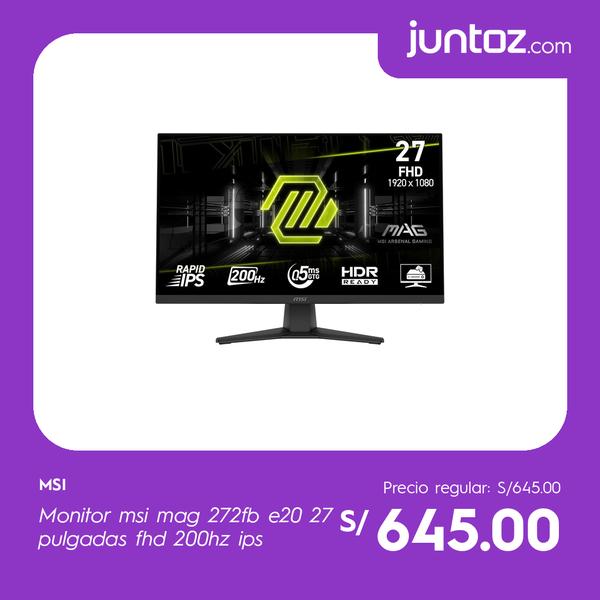 juntoz.com
27
FHD
1920 x 1080
MAG
MSI ARSENAL GAMING
RAPID
IPS
200Hz
0.5ms
GTG
HDR
READY
msi
MSI
Precio regular: S/645.00
Monitor msi mag 272fb e20 27
pulgadas fhd 200hz ips
S/ 645.00